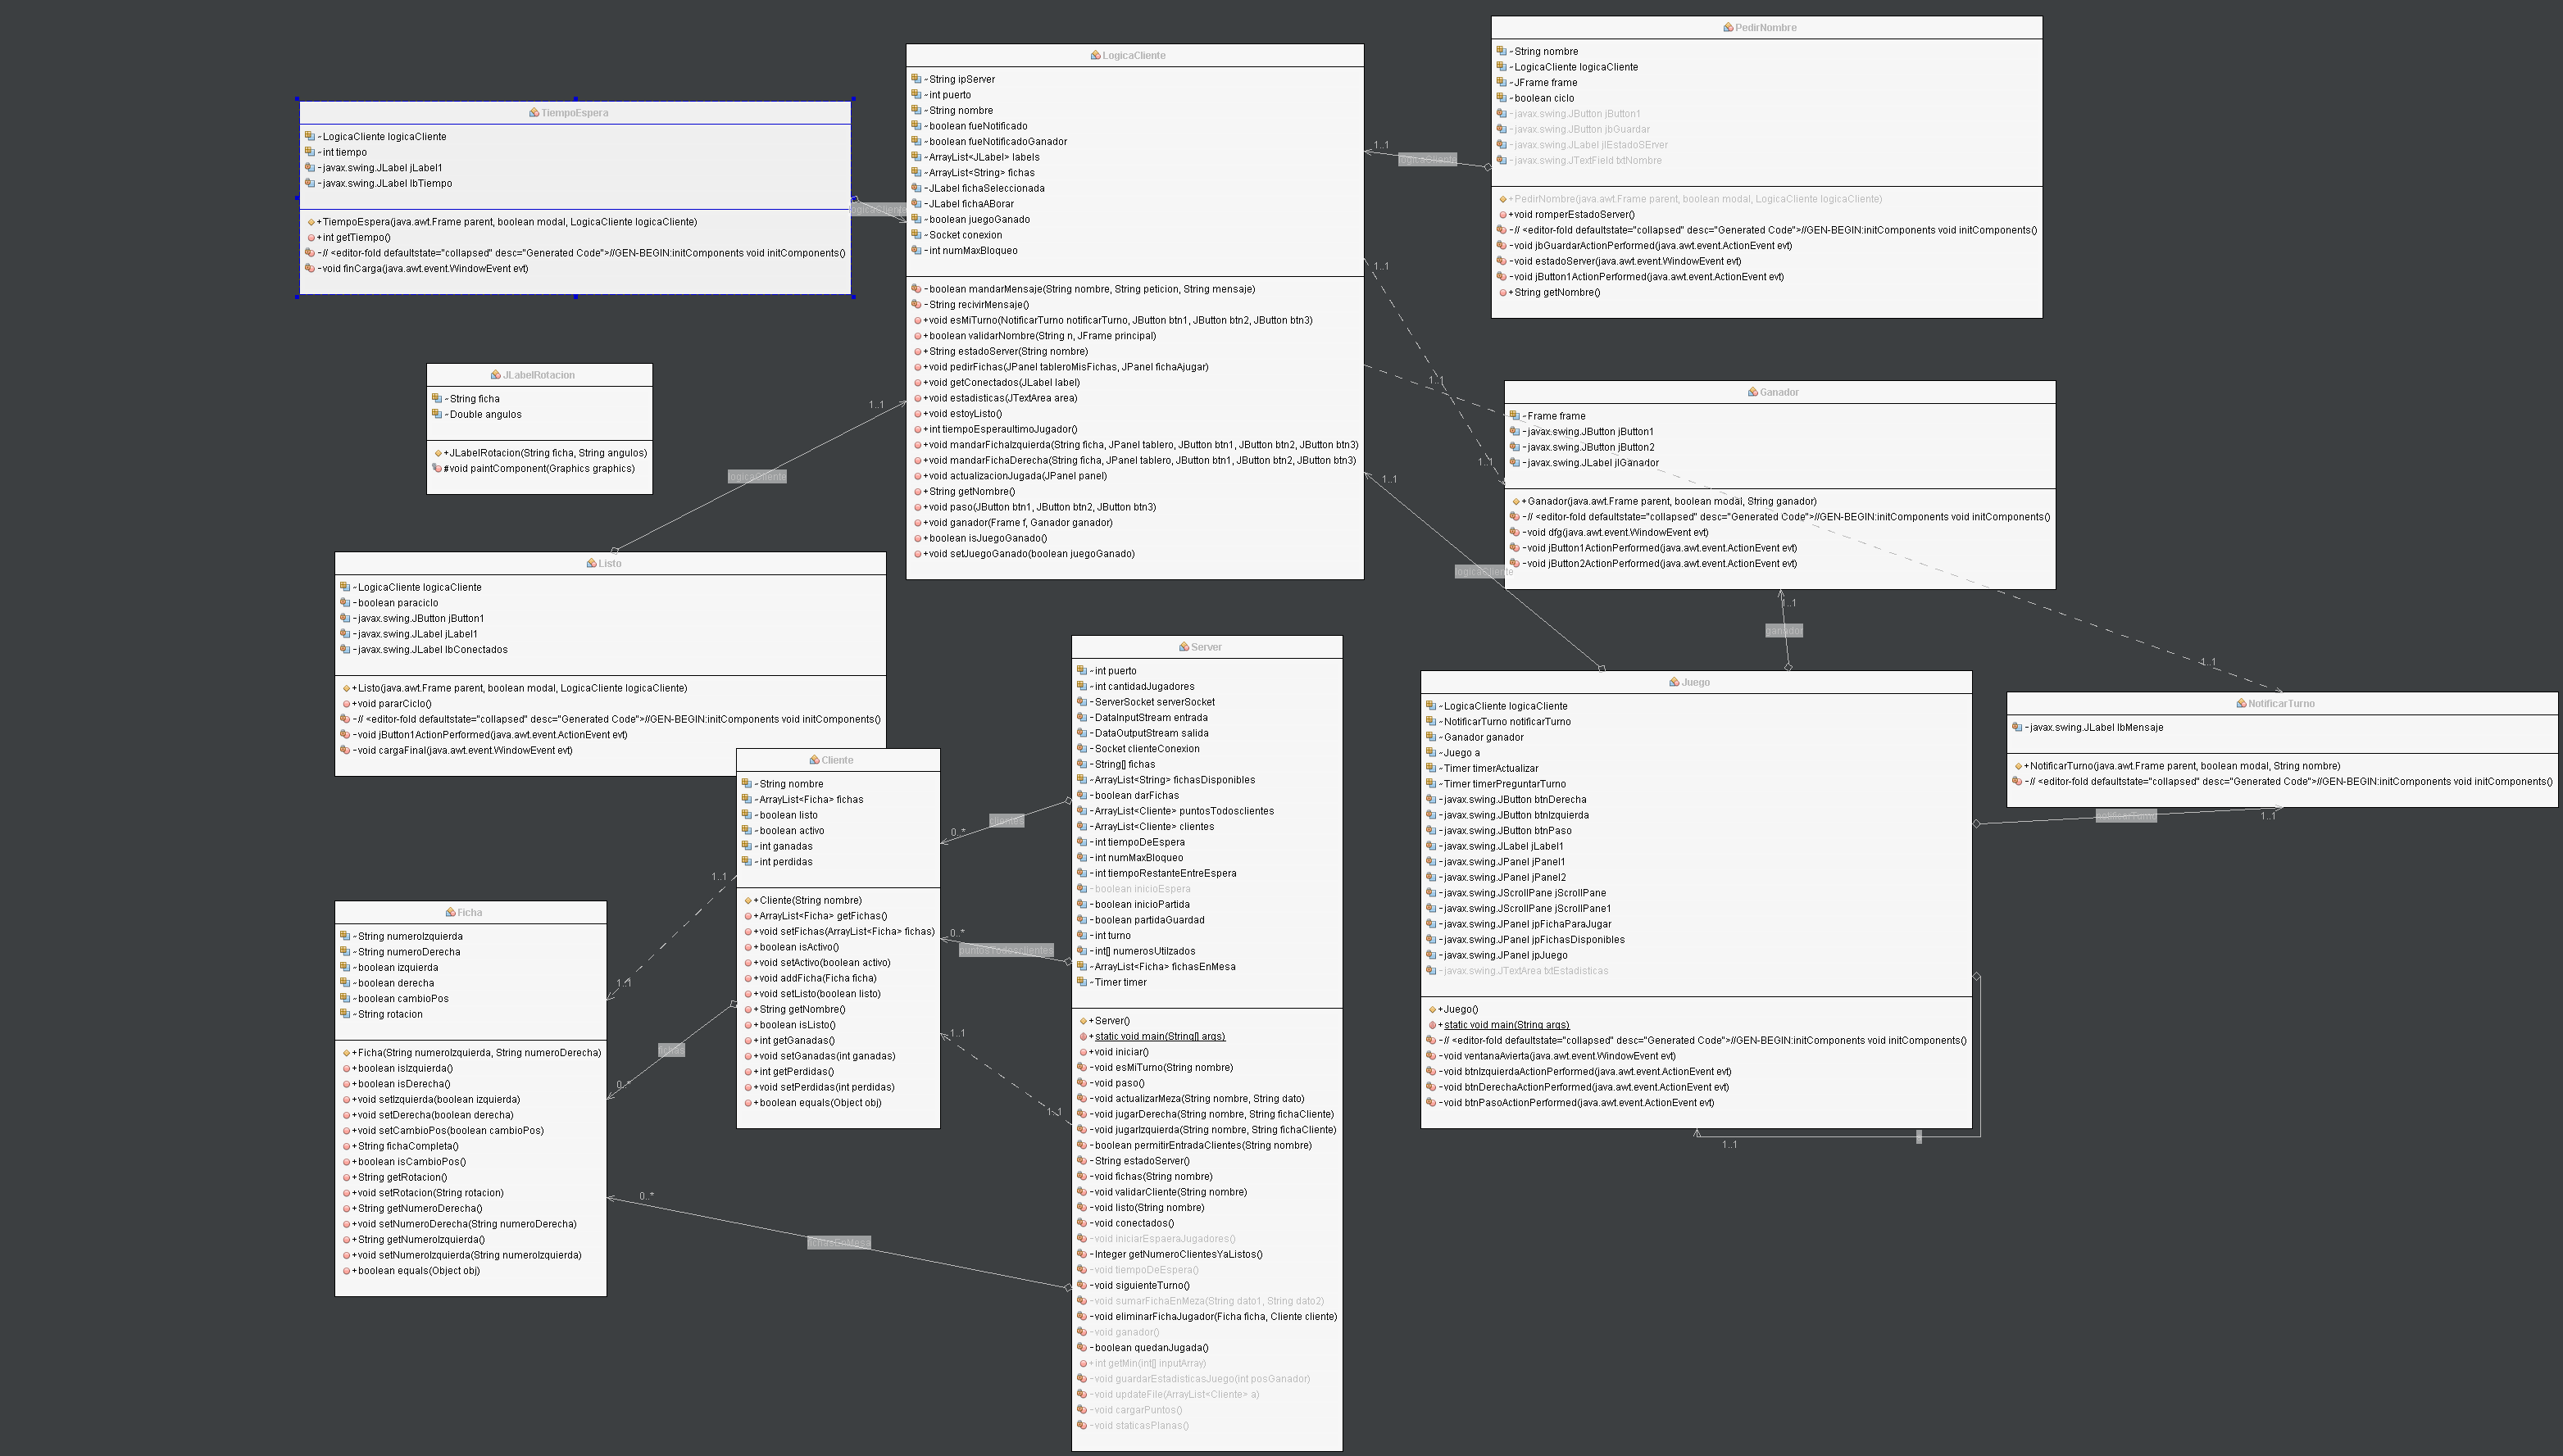 TiempoEspera
~LogicaCliente logicaCliente
~int tiempo
-javax.swing.JLabel jLabel1
-javax.swing.JLabel lbTiempo
+TiempoEspera(java.awt.Frame parent, boolean modal, LogicaCliente logicaCliente)
+int getTiempo()
-// <editor-fold defaultstate="collapsed" desc="Generated Code">//GEN-BEGIN:initComponents void initComponents()
-void finCarga(java.awt.event.WindowEvent evt)
logicaCliente
LogicaCliente
~String ipServer
~int puerto
~String nombre
~boolean fueNotificado
~boolean fueNotificadoGanador
~ArrayList<JLabel> labels
~ArrayList<String> fichas
-JLabel fichaSeleccionada
-JLabel fichaABorar
~boolean juegoGanado
~Socket conexion
-int numMaxBloqueo
-boolean mandarMensaje(String nombre, String peticion, String mensaje)
-String recivirMensaje()
+void esMiTurno(NotificarTurno notificarTurno, JButton btn1, JButton btn2, JButton btn3)
+boolean validarNombre(String n, JFrame principal)
+String estadoServer(String nombre)
+void pedirFichas(JPanel tableroMisFichas, JPanel fichaAjugar)
+void getConectados(JLabel label)
+void estadisticas(JTextArea area)
+void estoyListo()
+int tiempoEsperaultimoJugador()
+void mandarFichaIzquierda(String ficha, JPanel tablero, JButton btn1, JButton btn2, JButton btn3)
+void mandarFichaDerecha(String ficha, JPanel tablero, JButton btn1, JButton btn2, JButton btn3)
+void actualizacionJugada(JPanel panel)
+String getNombre()
+void paso(JButton btn1, JButton btn2, JButton btn3)
+void ganador(Frame f, Ganador ganador)
+boolean isJuegoGanado()
+void setJuegoGanado(boolean juegoGanado)
PedirNombre
~String nombre
~LogicaCliente logicaCliente
~JFrame frame
~boolean ciclo
-javax.swing.JButton jButton1
-javax.swing.JButton jbGuardar
-javax.swing.JLabel jlEstadoSErver
-javax.swing.JTextField txtNombre
+PedirNombre(java.awt.Frame parent, boolean modal, LogicaCliente logicaCliente)
+void romperEstadoServer()
-// <editor-fold defaultstate="collapsed" desc="Generated Code">//GEN-BEGIN:initComponents void initComponents()
-void jbGuardarActionPerformed(java.awt.event.ActionEvent evt)
-void estadoServer(java.awt.event.WindowEvent evt)
-void jButton1ActionPerformed(java.awt.event.ActionEvent evt)
+String getNombre()
1..1
logicaCliente
1..1
1..1
1..1
1..1
JLabelRotacion
~String ficha
~Double angulos
+JLabelRotacion(String ficha, String angulos)
#void paintComponent(Graphics graphics)
1..1
logicaCliente
Ganador
~Frame frame
-javax.swing.JButton jButton1
-javax.swing.JButton jButton2
-javax.swing.JLabel jlGanador
+Ganador(java.awt.Frame parent, boolean modal, String ganador)
-// <editor-fold defaultstate="collapsed" desc="Generated Code">//GEN-BEGIN:initComponents void initComponents()
-void dfg(java.awt.event.WindowEvent evt)
-void jButton1ActionPerformed(java.awt.event.ActionEvent evt)
-void jButton2ActionPerformed(java.awt.event.ActionEvent evt)
logicaCliente
1..1
ganador
1..1
Listo
~LogicaCliente logicaCliente
-boolean paraciclo
-javax.swing.JButton jButton1
-javax.swing.JLabel jLabel1
-javax.swing.JLabel lbConectados
+Listo(java.awt.Frame parent, boolean modal, LogicaCliente logicaCliente)
+void pararCiclo()
-// <editor-fold defaultstate="collapsed" desc="Generated Code">//GEN-BEGIN:initComponents void initComponents()
-void jButton1ActionPerformed(java.awt.event.ActionEvent evt)
-void cargaFinal(java.awt.event.WindowEvent evt)
Cliente
~String nombre
~ArrayList<Ficha> fichas
~boolean listo
~boolean activo
~int ganadas
~int perdidas
+Cliente(String nombre)
+ArrayList<Ficha> getFichas()
+void setFichas(ArrayList<Ficha> fichas)
+boolean isActivo()
+void setActivo(boolean activo)
+void addFicha(Ficha ficha)
+void setListo(boolean listo)
+String getNombre()
+boolean isListo()
+int getGanadas()
+void setGanadas(int ganadas)
+int getPerdidas()
+void setPerdidas(int perdidas)
+boolean equals(Object obj)
Server
~int puerto
~int cantidadJugadores
-ServerSocket serverSocket
-DataInputStream entrada
-DataOutputStream salida
-Socket clienteConexion
-String[] fichas
~ArrayList<String> fichasDisponibles
-boolean darFichas
-ArrayList<Cliente> puntosTodosclientes
-ArrayList<Cliente> clientes
-int tiempoDeEspera
-int numMaxBloqueo
-int tiempoRestanteEntreEspera
-boolean inicioEspera
-boolean inicioPartida
-boolean partidaGuardad
-int turno
-int[] numerosUtilzados
~ArrayList<Ficha> fichasEnMesa
~Timer timer
+Server()
+static void main(String[] args)
+void iniciar()
-void esMiTurno(String nombre)
-void paso()
-void actualizarMeza(String nombre, String dato)
-void jugarDerecha(String nombre, String fichaCliente)
-void jugarIzquierda(String nombre, String fichaCliente)
-boolean permitirEntradaClientes(String nombre)
-String estadoServer()
-void fichas(String nombre)
-void validarCliente(String nombre)
-void listo(String nombre)
-void conectados()
-void iniciarEspaeraJugadores()
-Integer getNumeroClientesYaListos()
-void tiempoDeEspera()
-void siguienteTurno()
-void sumarFichaEnMeza(String dato1, String dato2)
-void eliminarFichaJugador(Ficha ficha, Cliente cliente)
-void ganador()
-boolean quedanJugada()
+int getMin(int[] inputArray)
-void guardarEstadisticasJuego(int posGanador)
-void updateFile(ArrayList<Cliente> a)
-void cargarPuntos()
-void staticasPlanas()
clientes
0..*
0..*
puntosTodosclientes
1..1
1..1
1..1
1..1
fichas
0..*
0..*
fichasEnMesa
Ficha
~String numeroIzquierda
~String numeroDerecha
~boolean izquierda
~boolean derecha
~boolean cambioPos
~String rotacion
+Ficha(String numeroIzquierda, String numeroDerecha)
+boolean isIzquierda()
+boolean isDerecha()
+void setIzquierda(boolean izquierda)
+void setDerecha(boolean derecha)
+void setCambioPos(boolean cambioPos)
+String fichaCompleta()
+boolean isCambioPos()
+String getRotacion()
+void setRotacion(String rotacion)
+String getNumeroDerecha()
+void setNumeroDerecha(String numeroDerecha)
+String getNumeroIzquierda()
+void setNumeroIzquierda(String numeroIzquierda)
+boolean equals(Object obj)
Juego
~LogicaCliente logicaCliente
~NotificarTurno notificarTurno
~Ganador ganador
~Juego a
~Timer timerActualizar
~Timer timerPreguntarTurno
-javax.swing.JButton btnDerecha
-javax.swing.JButton btnIzquierda
-javax.swing.JButton btnPaso
-javax.swing.JLabel jLabel1
-javax.swing.JPanel jPanel1
-javax.swing.JPanel jPanel2
-javax.swing.JScrollPane jScrollPane
-javax.swing.JScrollPane jScrollPane1
-javax.swing.JPanel jpFichaParaJugar
-javax.swing.JPanel jpFichasDisponibles
-javax.swing.JPanel jpJuego
-javax.swing.JTextArea txtEstadisticas
+Juego()
+static void main(String args)
-// <editor-fold defaultstate="collapsed" desc="Generated Code">//GEN-BEGIN:initComponents void initComponents()
-void ventanaAvierta(java.awt.event.WindowEvent evt)
-void btnIzquierdaActionPerformed(java.awt.event.ActionEvent evt)
-void btnDerechaActionPerformed(java.awt.event.ActionEvent evt)
-void btnPasoActionPerformed(java.awt.event.ActionEvent evt)
1..1
1..1
NotificarTurno
-javax.swing.JLabel lbMensaje
+NotificarTurno(java.awt.Frame parent, boolean modal, String nombre)
-// <editor-fold defaultstate="collapsed" desc="Generated Code">//GEN-BEGIN:initComponents void initComponents()
notificarTurno
1..1